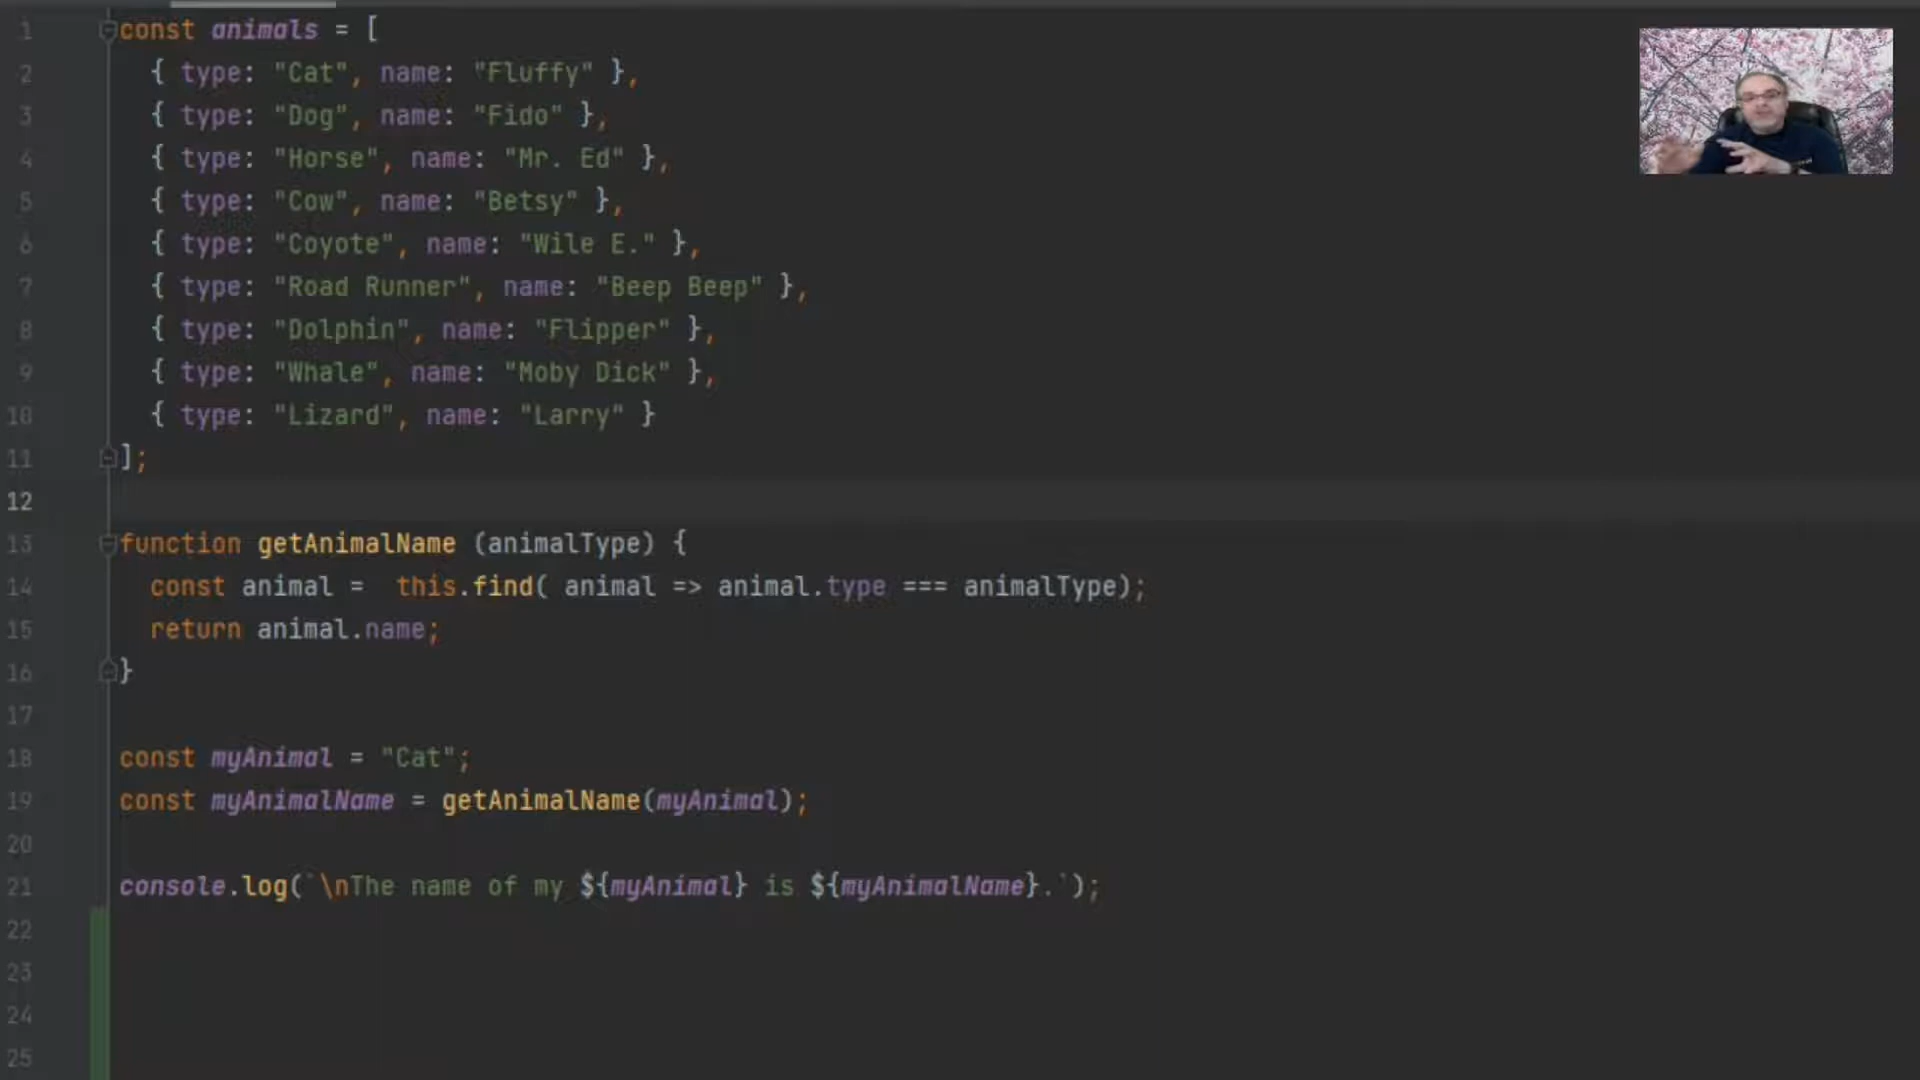 1 const animals = [
2 { type: "Cat", name: "Fluffy" },
3 { type: "Dog", name: "Fido" },
4 { type: "Horse", name: "Mr. Ed" },
5 { type: "Cow", name: "Betsy" },
6 { type: "Coyote", name: "Wile E." },
7 { type: "Road Runner", name: "Beep Beep" },
8 { type: "Dolphin", name: "Flipper" },
9 { type: "Whale", name: "Moby Dick" },
10 { type: "Lizard", name: "Larry" }
11 ];
12
13 function getAnimalName (animalType) {
14 const animal =  this.find( animal => animal.type === animalType);
15 return animal.name;
16 }
17
18 const myAnimal = "Cat";
19 const myAnimalName = getAnimalName(myAnimal);
20
21 console.log(`\nThe name of my ${myAnimal} is ${myAnimalName}.`);
22
23
24
25